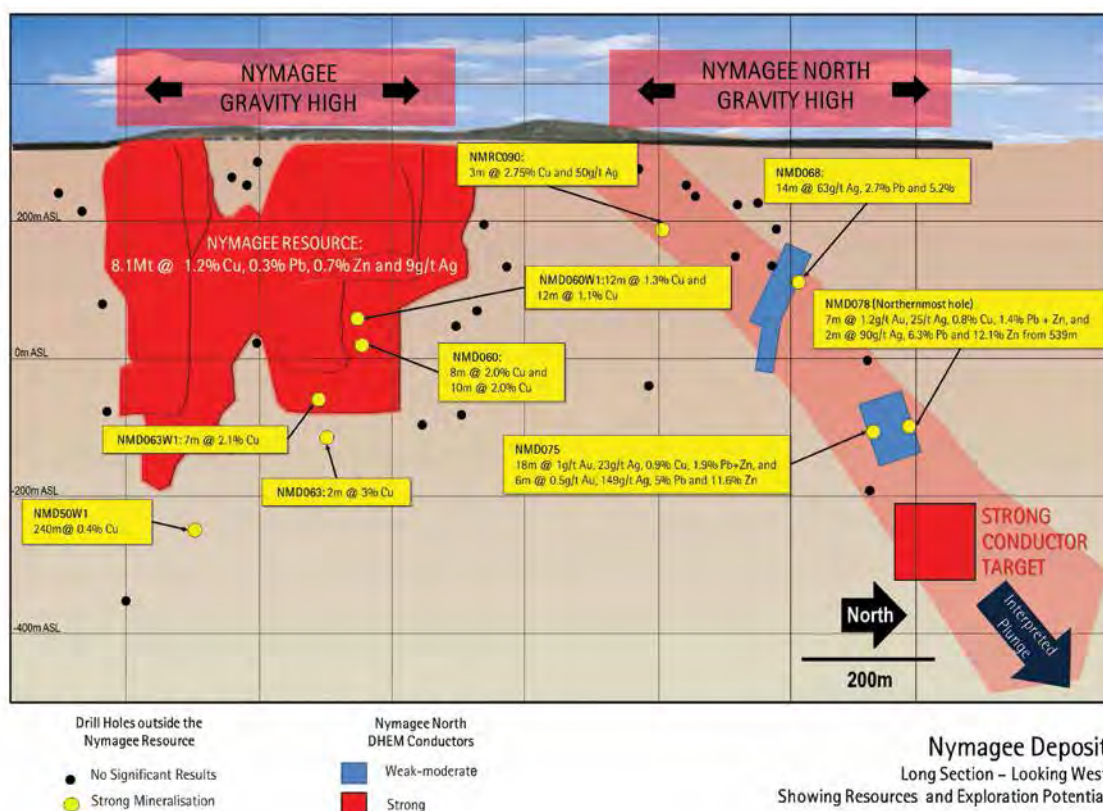 NYMAGEE
GRAVITY HIGH
NYMAGEE NORTH
GRAVITY HIGH
NMRC090:
3m @ 2.75% Cu and 50g/t Ag
NMD068:
14m @ 63g/t Ag, 2.7% Pb and 5.2%
200m ASL
NYMAGEE RESOURCE:
8.1Mt @ 1.2% Cu, 0.3% Pb, 0.7% Zn and 9g/t Ag
NMD060W1:12m @ 1.3% Cu and
12m @ 1.1% Cu
NMD078 (Northernmost hole)
7m @ 1.2g/t Au, 25/t Ag, 0.8% Cu, 1.4% Pb + Zn, and
2m @ 90g/t Ag, 6.3% Pb and 12.1% Zn from 539m
0m ASL
NMD060:
8m @ 2.0% Cu and
10m @ 2.0% Cu
NMD063W1: 7m @ 2.1% Cu
NMD075
18m @ 1g/t Au, 23g/t Ag, 0.9% Cu, 1.9% Pb+Zn, and
6m @ 0.5g/t Au, 149g/t Ag, 5% Pb and 11.6% Zn
NMD063: 2m @ 3% Cu
-200m ASL
NMD50W1
240m@ 0.4% Cu
STRONG
CONDUCTOR
TARGET
North
Interpreted
Plunge
-400m ASL
200m
Drill Holes outside the
Nymagee Resource
No Significant Results
Strong Mineralisation
Nymagee North
DHEM Conductors
Weak-moderate
Strong
Nymagee Deposit
Long Section - Looking Wes
Showing Resources and Exploration Potentia